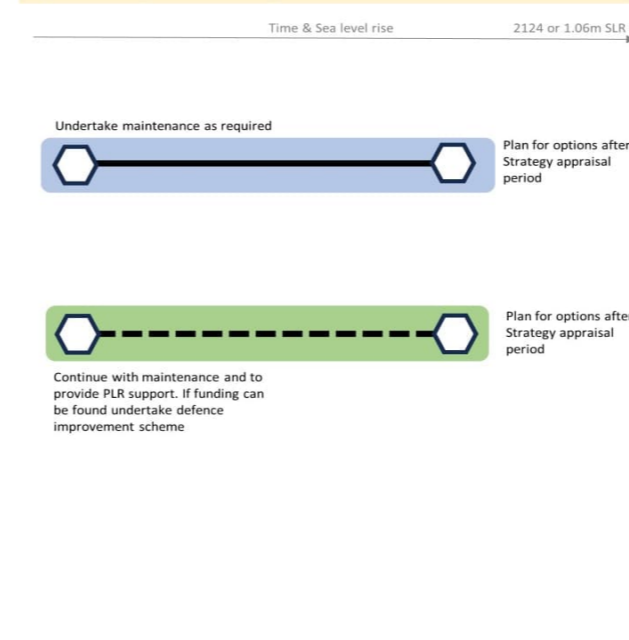 Time & Sea level rise
2124 or 1.06m SLR
Undertake maintenance as required
Plan for options after
Strategy appraisal
period
Plan for options afte
Strategy appraisal
period
Continue with maintenance and to
provide PLR support. If funding can
be found undertake defence
improvement scheme